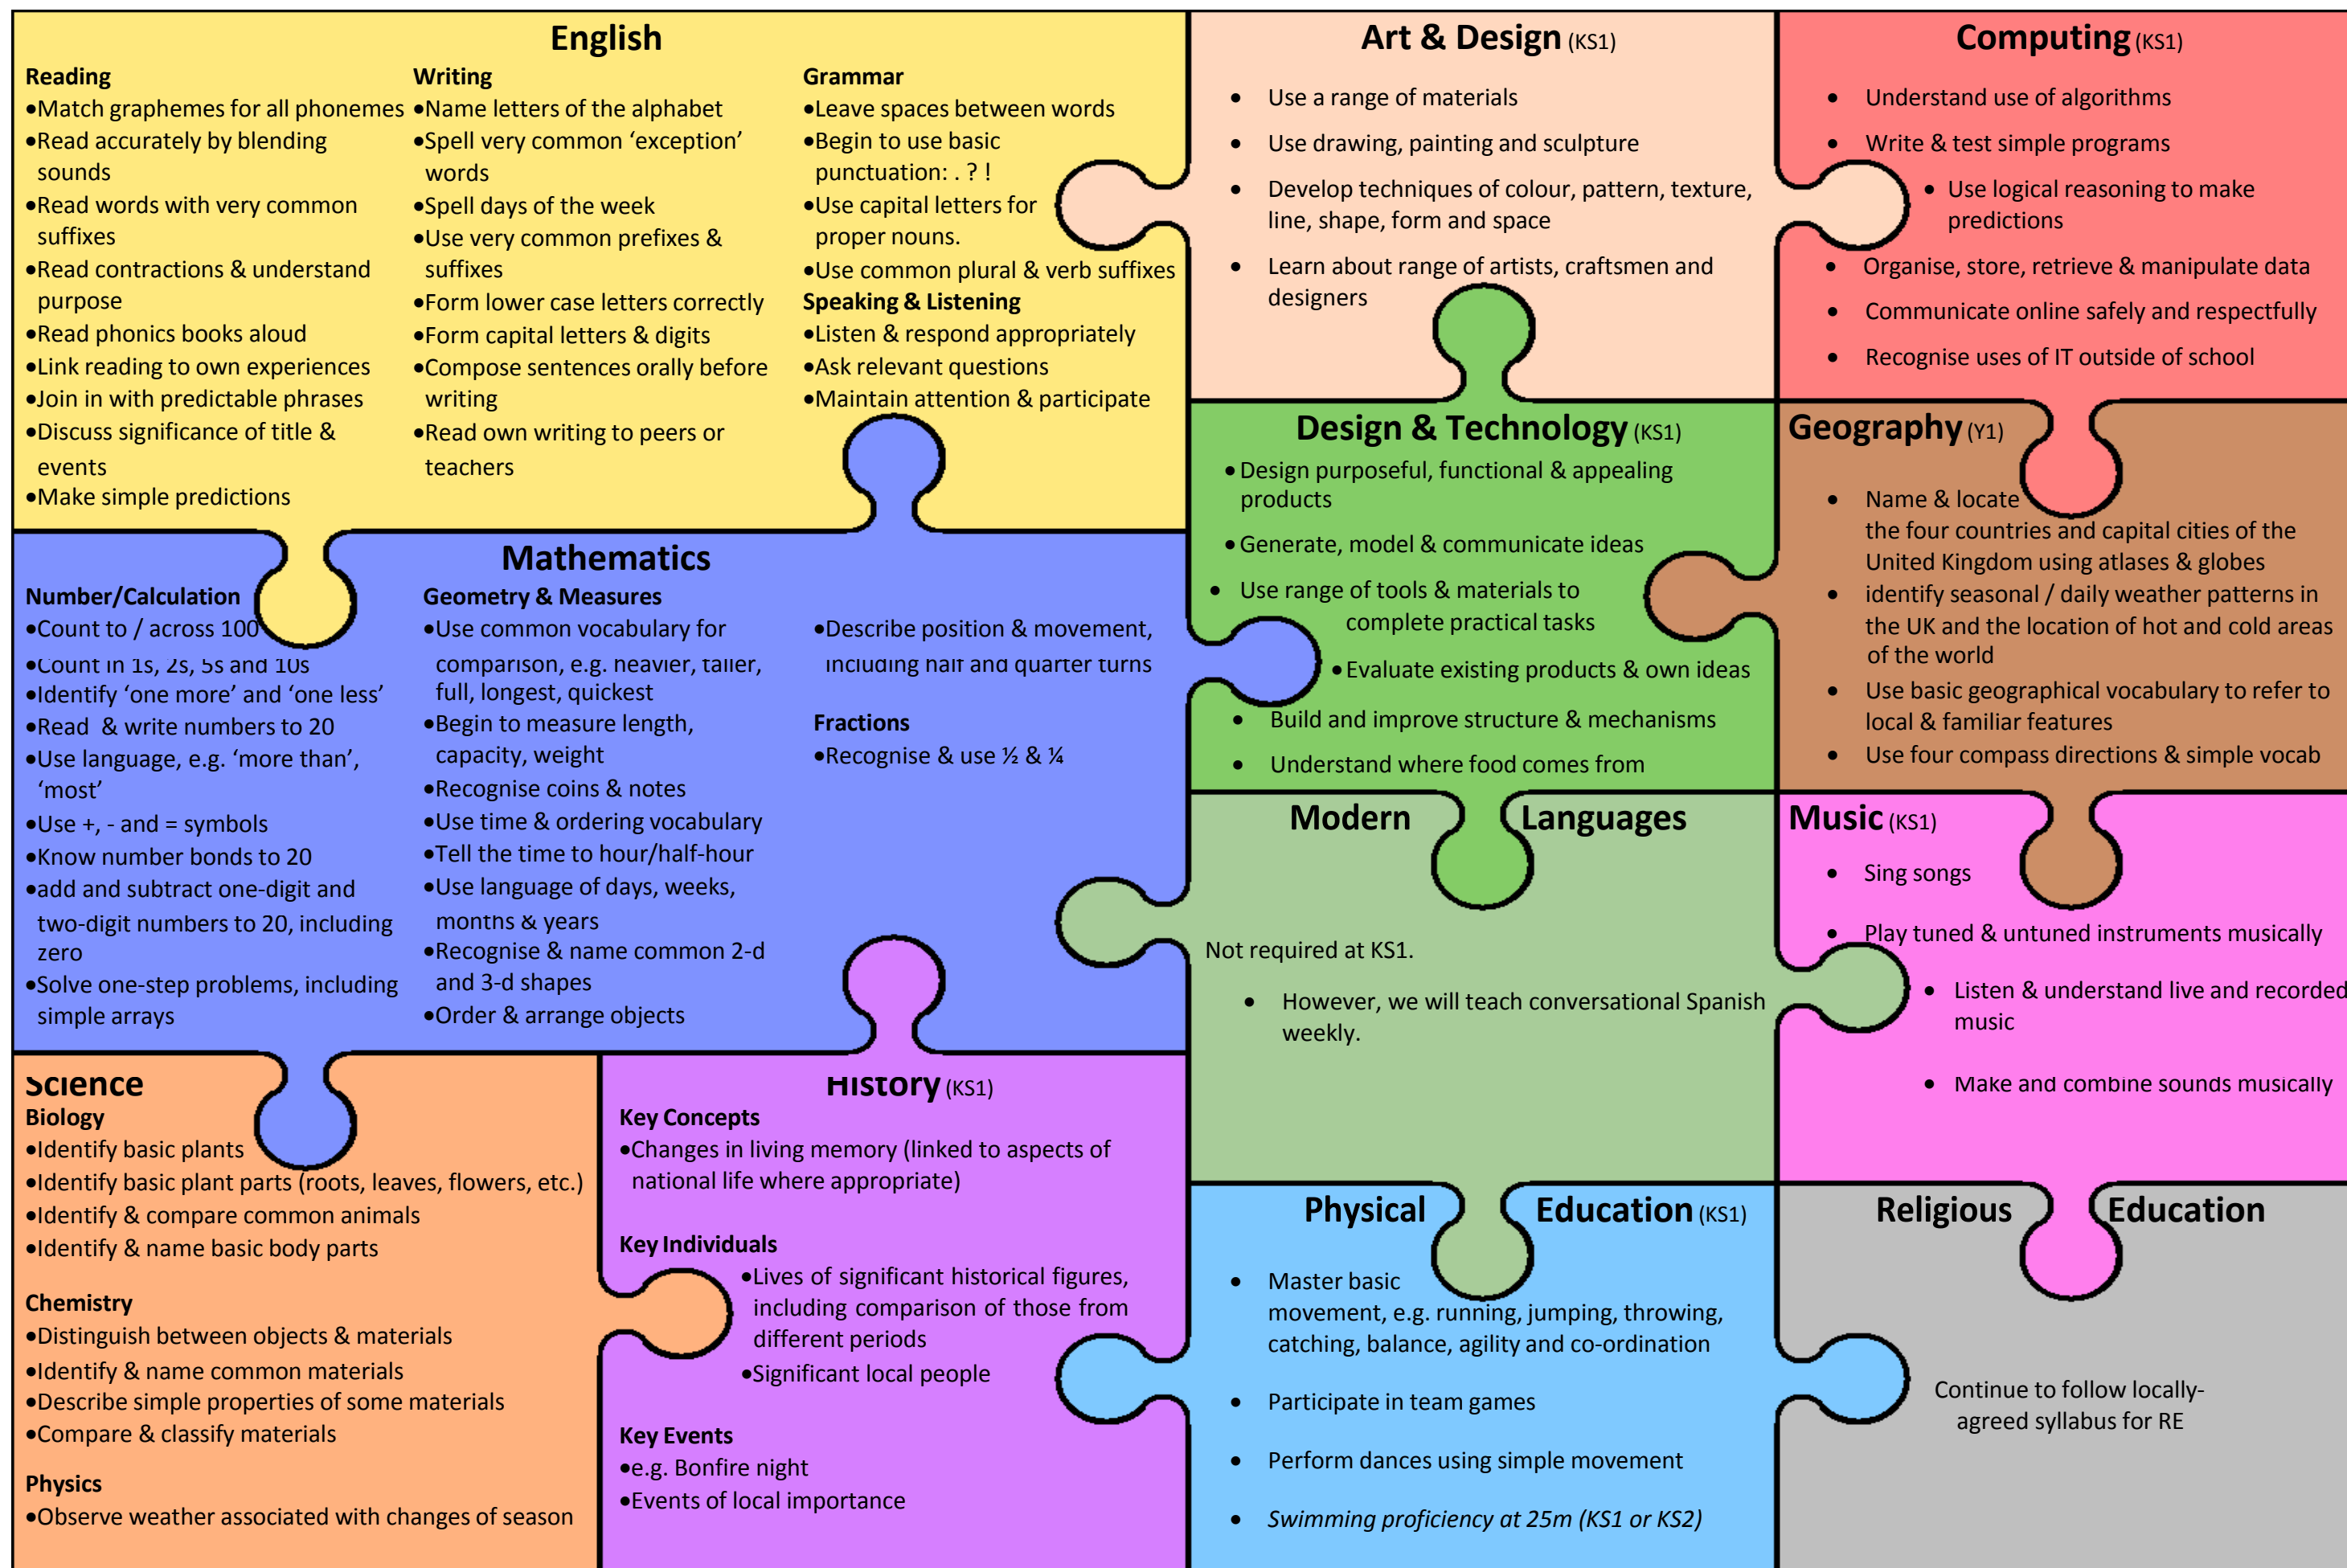 English
Reading
•Match graphemes for all phonemes
•Read accurately by blending
sounds
•Read words with very common
suffixes
•Read contractions & understand
purpose
•Read phonics books aloud
•Link reading to own experiences
•Join in with predictable phrases
•Discuss significance of title &
events
•Make simple predictions
Writing
•Name letters of the alphabet
•Spell very common ‘exception’
words
•Spell days of the week
•Use very common prefixes &
suffixes
•Form lower case letters correctly
•Form capital letters & digits
•Compose sentences orally before
writing
•Read own writing to peers or
teachers
Grammar
•Leave spaces between words
•Begin to use basic
punctuation: . ? !
•Use capital letters for
proper nouns.
•Use common plural & verb suffixes
Speaking & Listening
•Listen & respond appropriately
•Ask relevant questions
•Maintain attention & participate
Art & Design (KS1)
• Use a range of materials
• Use drawing, painting and sculpture
• Develop techniques of colour, pattern, texture,
line, shape, form and space
• Learn about range of artists, craftsmen and
designers
Computing (KS1)
• Understand use of algorithms
• Write & test simple programs
• Use logical reasoning to make
predictions
• Organise, store, retrieve & manipulate data
• Communicate online safely and respectfully
• Recognise uses of IT outside of school
Mathematics
Number/Calculation
•Count to / across 100
•Count in 1s, 2s, 5s and 10s
•Identify ‘one more’ and ‘one less’
•Read & write numbers to 20
•Use language, e.g. ‘more than’,
‘most’
•Use +, - and = symbols
•Know number bonds to 20
•add and subtract one-digit and
two-digit numbers to 20, including
zero
•Solve one-step problems, including
simple arrays
Geometry & Measures
•Use common vocabulary for
comparison, e.g. heavier, taller,
full, longest, quickest
•Begin to measure length,
capacity, weight
•Recognise coins & notes
•Use time & ordering vocabulary
•Tell the time to hour/half-hour
•Use language of days, weeks,
months & years
•Recognise & name common 2-d
and 3-d shapes
•Order & arrange objects
•Describe position & movement,
including half and quarter turns
Fractions
•Recognise & use ½ & ¼
Design & Technology (KS1)
• Design purposeful, functional & appealing
products
• Generate, model & communicate ideas
• Use range of tools & materials to
complete practical tasks
• Evaluate existing products & own ideas
• Build and improve structure & mechanisms
• Understand where food comes from
Geography (Y1)
• Name & locate
the four countries and capital cities of the
United Kingdom using atlases & globes
• identify seasonal / daily weather patterns in
the UK and the location of hot and cold areas
of the world
• Use basic geographical vocabulary to refer to
local & familiar features
• Use four compass directions & simple vocab
Modern Languages
Not required at KS1.
• However, we will teach conversational Spanish
weekly.
Music (KS1)
• Sing songs
• Play tuned & untuned instruments musically
• Listen & understand live and recorded
music
• Make and combine sounds musically
Science
Biology
•Identify basic plants
•Identify basic plant parts (roots, leaves, flowers, etc.)
•Identify & compare common animals
•Identify & name basic body parts
Chemistry
•Distinguish between objects & materials
•Identify & name common materials
•Describe simple properties of some materials
•Compare & classify materials
Physics
•Observe weather associated with changes of season
History (KS1)
Key Concepts
•Changes in living memory (linked to aspects of
national life where appropriate)
Key Individuals
•Lives of significant historical figures,
including comparison of those from
different periods
•Significant local people
Key Events
•e.g. Bonfire night
•Events of local importance
Physical Education (KS1)
• Master basic
movement, e.g. running, jumping, throwing,
catching, balance, agility and co-ordination
• Participate in team games
• Perform dances using simple movement
• Swimming proficiency at 25m (KS1 or KS2)
Religious Education
Continue to follow locally-
agreed syllabus for RE